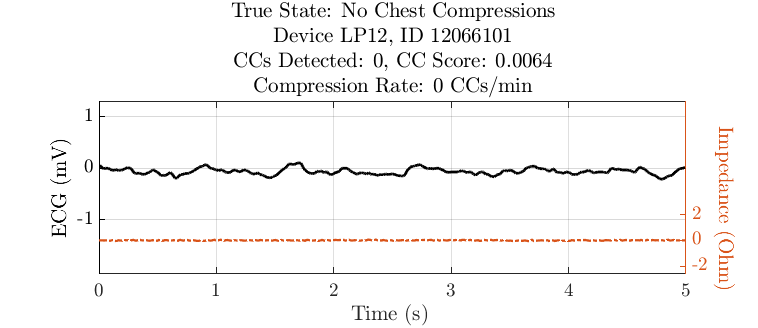 True State: No Chest Compressions
Device LP12, ID 12066101
CCs Detected: 0, CC Score: 0.0064
Compression Rate: 0 CCs/min
ECG (mV)
1
0
-1
Impedance (Ohm)
2
0
-2
0 1 2 3 4 5
Time (s)